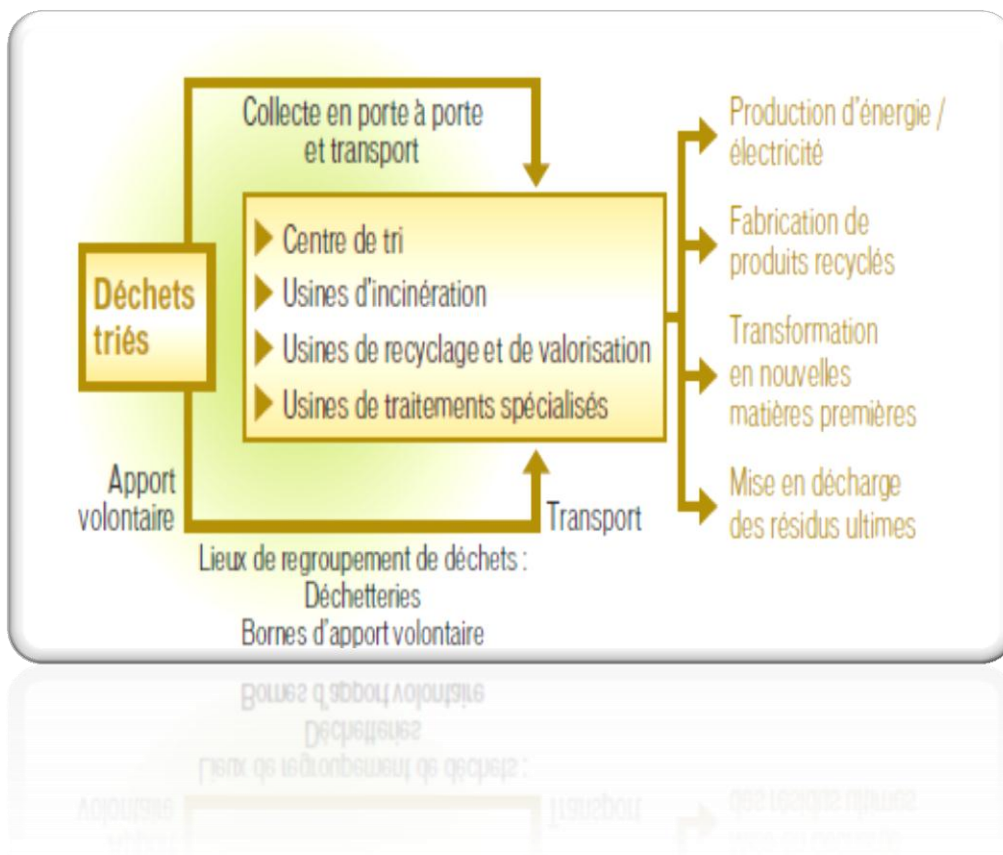 Collecte en porte à porte
et transport
Déchets
triés
Centre de tri
Usines d'incinération
Usines de recyclage et de valorisation
Usines de traitements spécialisés
Apport
volontaire
Transport
Lieux de regroupement de déchets :
Déchetteries
Bornes d'apport volontaire
Production d'énergie /
électricité
Fabrication de
produits recyclés
Transformation
en nouvelles
matières premières
Mise en décharge
des résidus ultimes